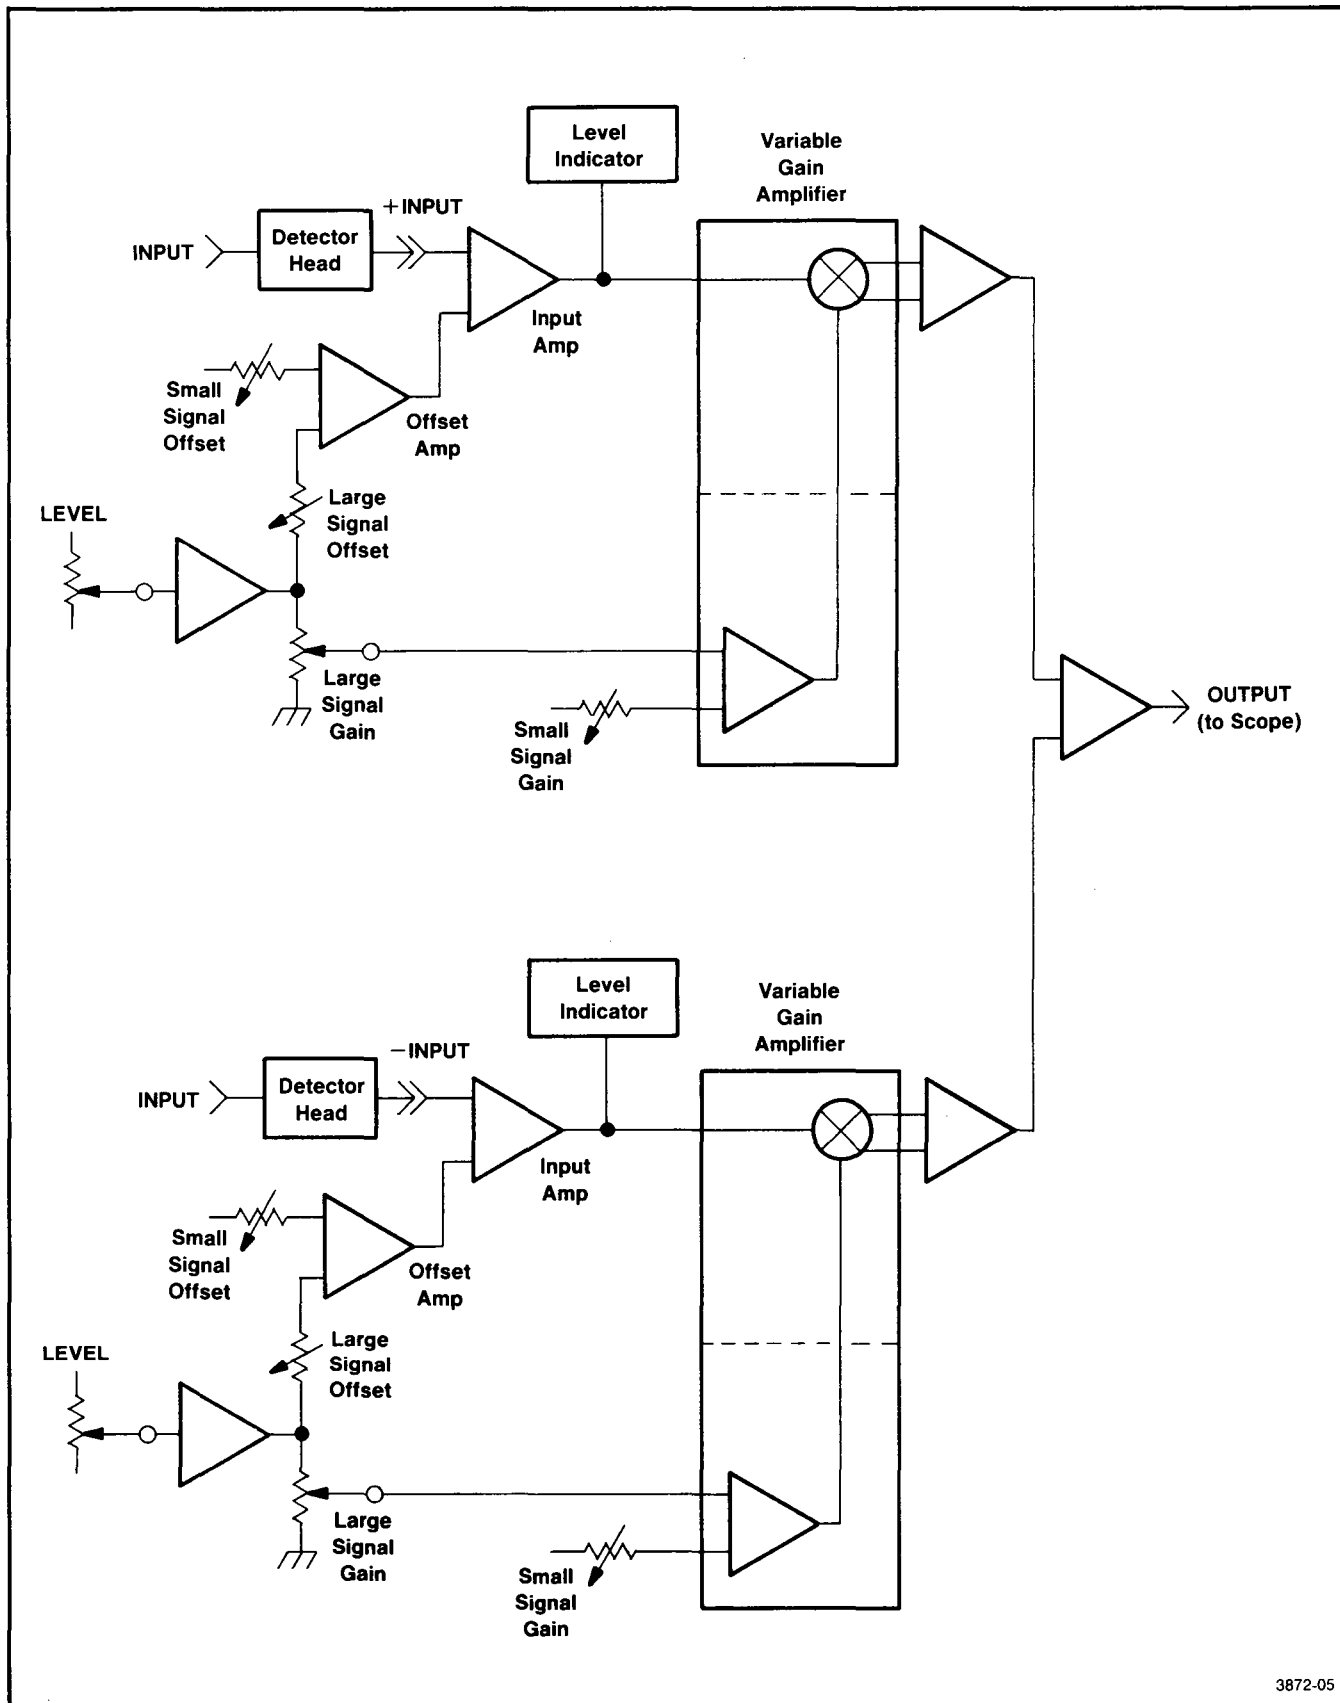 Level
Indicator
Variable
Gain
Amplifier
+INPUT
INPUT
Detector
Head
Input
Amp
Small
Signal
Offset
Offset
Amp
Large
Signal
Offset
LEVEL
Large
Signal
Gain
Small
Signal
Gain
OUTPUT
(to Scope)
Level
Indicator
Variable
Gain
Amplifier
−INPUT
INPUT
Detector
Head
Input
Amp
Small
Signal
Offset
Offset
Amp
Large
Signal
Offset
LEVEL
Large
Signal
Gain
Small
Signal
Gain
3872-05